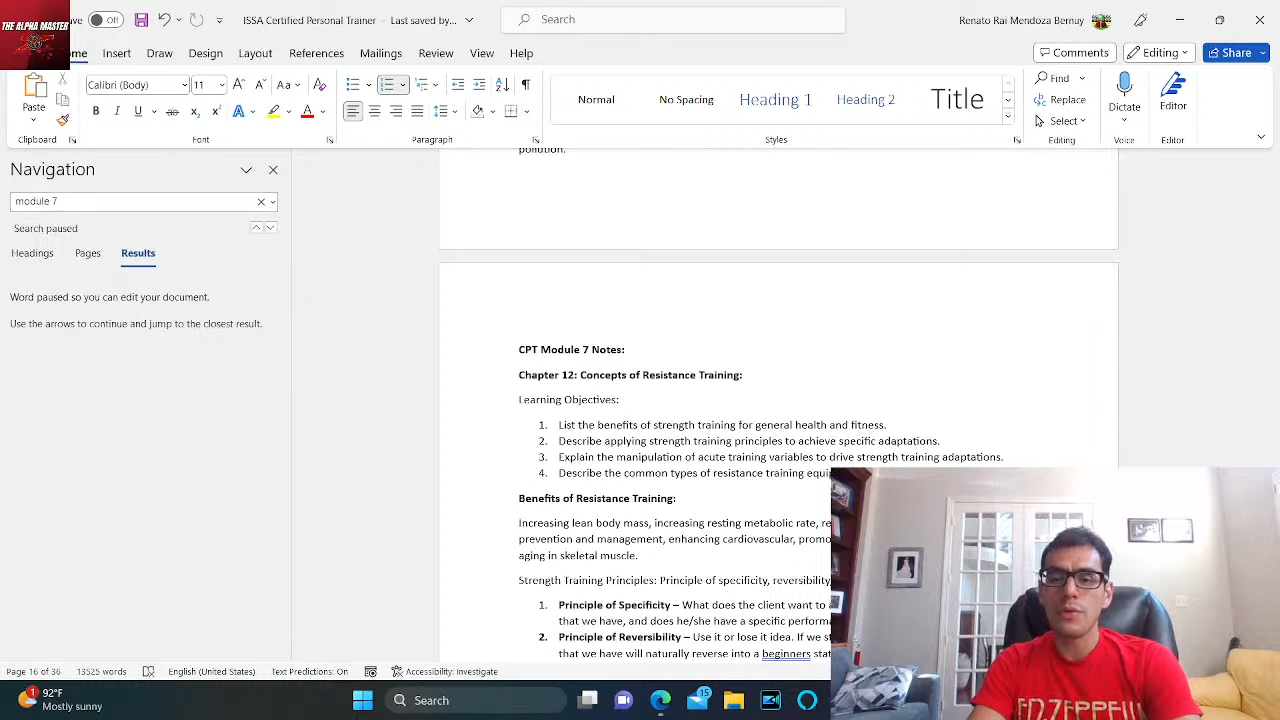 THE ALPHA MASTER
Off
ISSA Certified Personal Trainer - Last saved by...
Search
Renato Rai Mendoza Bernuy
Insert
Draw
Design
Layout
References
Mailings
Review
View
Help
Comments
Editing
Share
Paste
Calibri (Body)
11
Normal
No Spacing
Heading 1
Heading 2
Title
Find
Replace
Select
Dictate
Editor
Clipboard
Font
Paragraph
Styles
Editing
Voice
Editor
Navigation
module 7
Search paused
Headings
Pages
Results
Word paused so you can edit your document.
Use the arrows to continue and jump to the closest result.
pollution.
CPT Module 7 Notes:
Chapter 12: Concepts of Resistance Training:
Learning Objectives:
1. List the benefits of strength training for general health and fitness.
2. Describe applying strength training principles to achieve specific adaptations.
3. Explain the manipulation of acute training variables to drive strength training adaptations.
4. Describe the common types of resistance training
Benefits of Resistance Training:
Increasing lean body mass, increasing resting metabolic rate,
prevention and management, enhancing cardiovascular,
aging in skeletal muscle.
Strength Training Principles: Principle of specificity, reversibility,
1. Principle of Specificity – What does the client want to
that we have, and does he/she have a specific
2. Principle of Reversibility – Use it or lose it idea. If we
that we have will naturally reverse into a beginners
Page 16 of 36
13525 words
English (United States)
Text Predictions: On
Accessibility: Investigate
1
92°F
Mostly sunny
Search
15